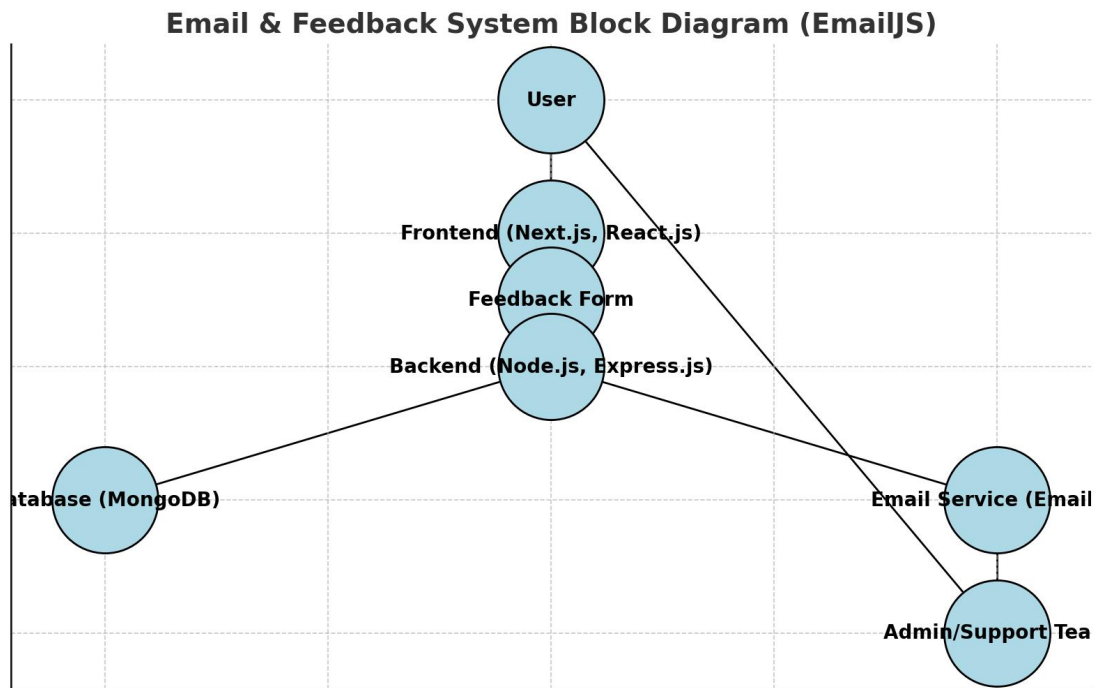 Email & Feedback System Block Diagram (EmailJS)
User
Frontend (Next.js, React.js)
Feedback Form
Backend (Node.js, Express.js)
atabase (MongoDB)
Email Service (Email
Admin/Support Tea